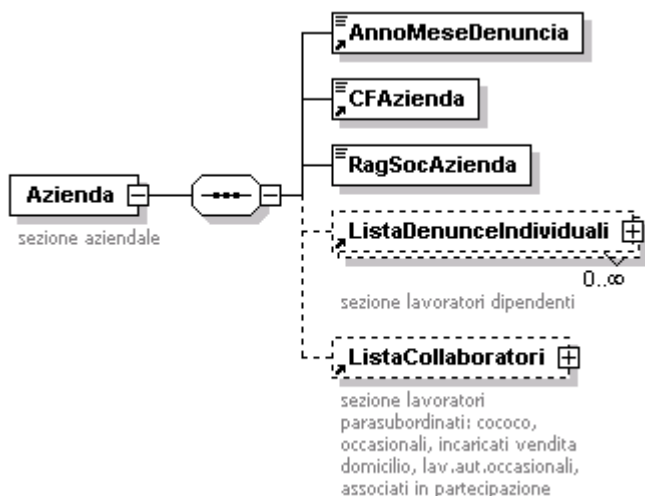 AnnoMeseDenuncia
CFAzienda
RagSocAzienda
Azienda
sezione aziendale
ListaDenunceIndividuali
0..∞
sezione lavoratori dipendenti
ListaCollaboratori
sezione lavoratori
parasubordinati: cococo,
occasionali, incaricati vendita
domicilio, lav.aut.occasionali,
associati in partecipazione